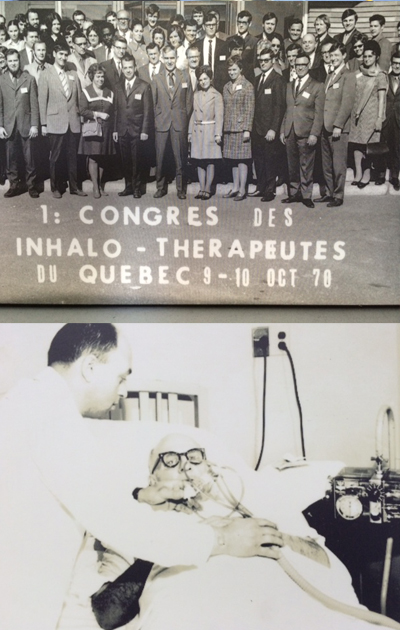 1: CONGRES DES
INHALO - THERAPEUTES
DU QUEBEC 9-10 OCT 70